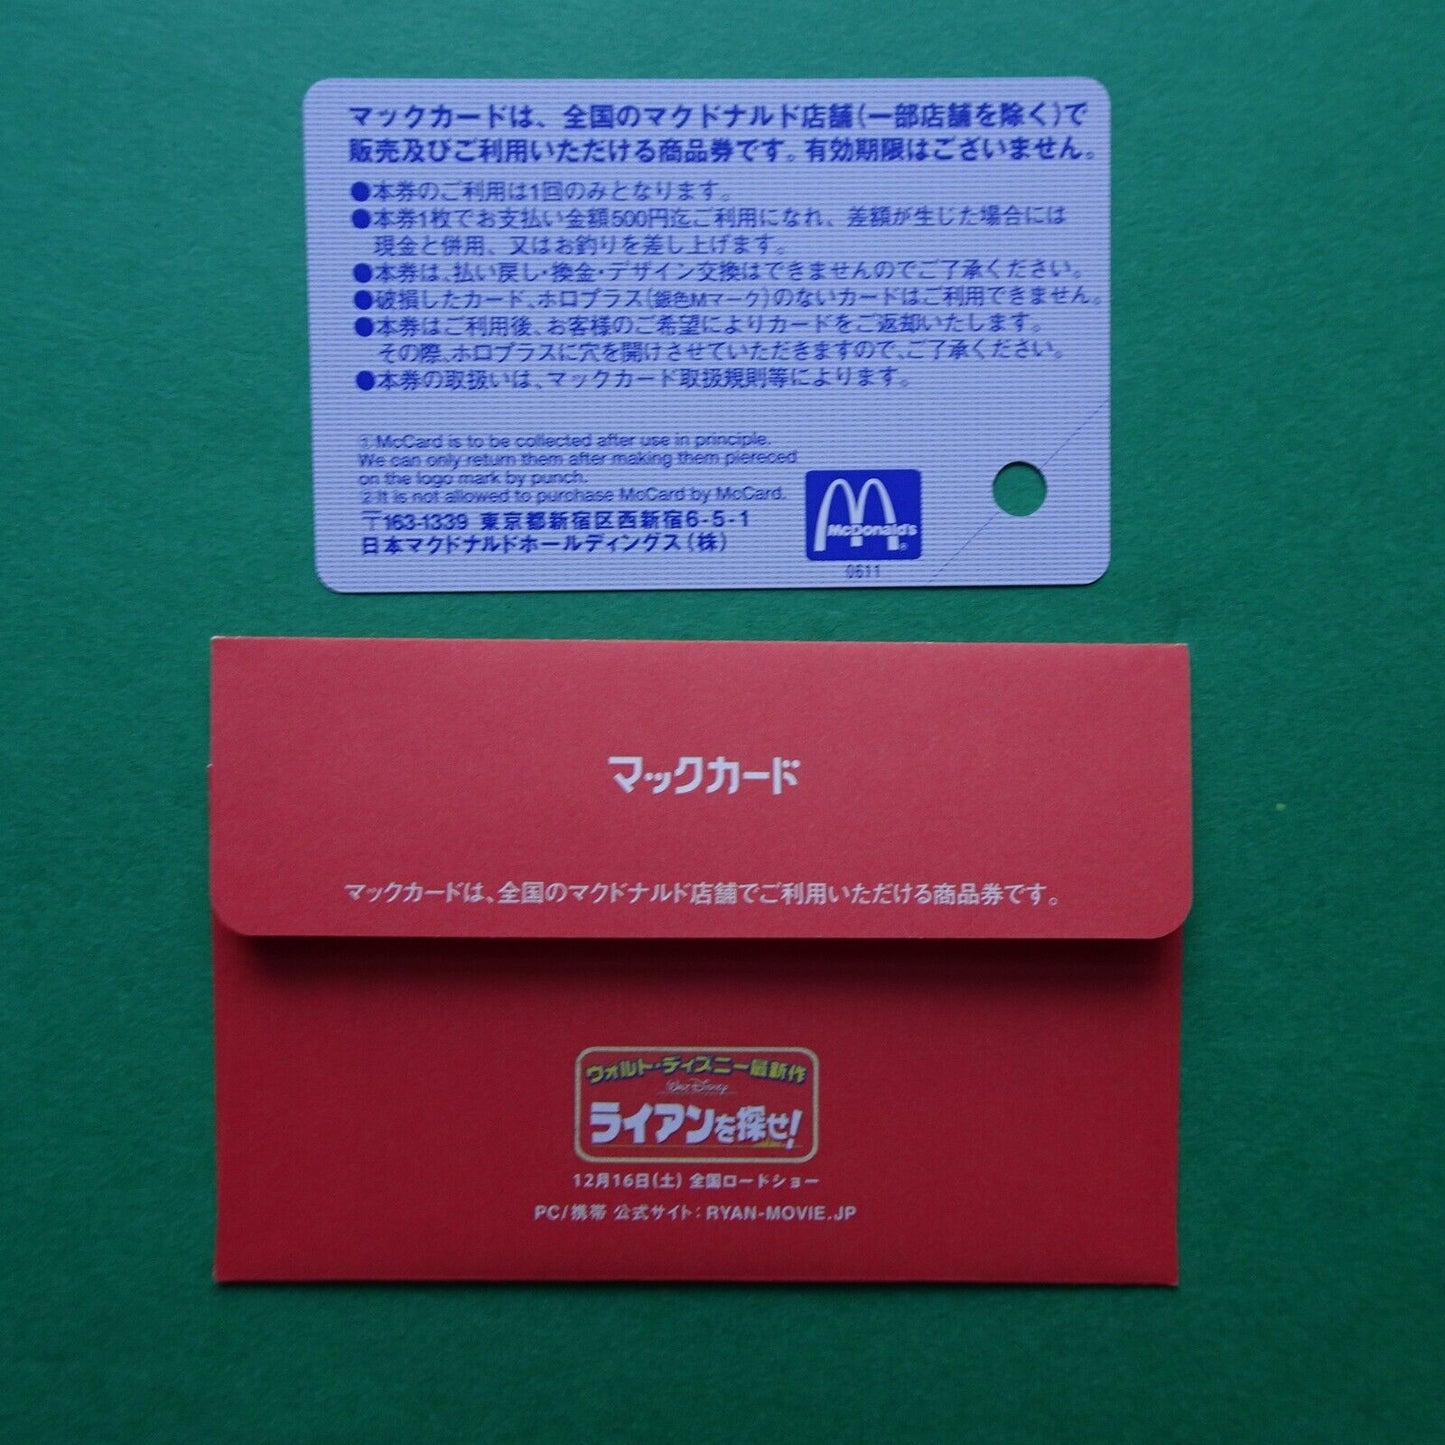 マックカードは、全国のマクドナルド店舗(一部店舗を除く)で
販売及びご利用いただける商品券です。有効期限はございません。
●本券のご利用は1回のみとなります。
●本券1枚でお支払い金額500円迄ご利用になれ、差額が生じた場合には
現金と併用、又はお釣りを差し上げます。
●本券は、払い戻し・換金・デザイン交換はできませんのでご了承ください。
●破損したカード、ホロプラス(銀色Mマーク)のないカードはご利用できません。
●本券はご利用後、お客様のご希望によりカードをご返却いたします。
その際、ホロプラスに穴を開けさせていただきますので、ご了承ください。
●本券の取扱いは、マックカード取扱規則等によります。
①McCard is to be collected after use in principle.
We can only return them after making them piereced
on the logo mark by punch.
②It is not allowed to purchase McCard by McCard.
〒163-1339 東京都新宿区西新宿6-5-1
日本マクドナルドホールディングス(株)
McDonald's®
0611
マックカード
マックカードは、全国のマクドナルド店舗でご利用いただける商品券です。
ウォルト・ディズニー最新作
Walt Disney
ライアンを探せ!
12月16日(土) 全国ロードショー
PC/携帯 公式サイト:RYAN-MOVIE.JP